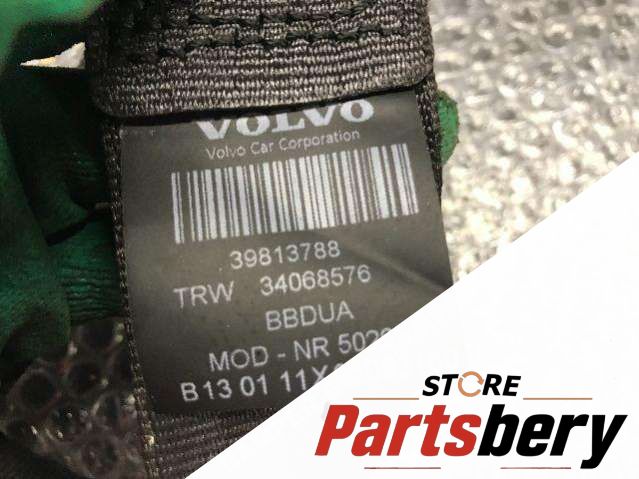 VOLVO
Volvo Car Corporation
39813788
TRW 34068576
BBDUA
MOD - NR
B13 01
STORE
Partsbery